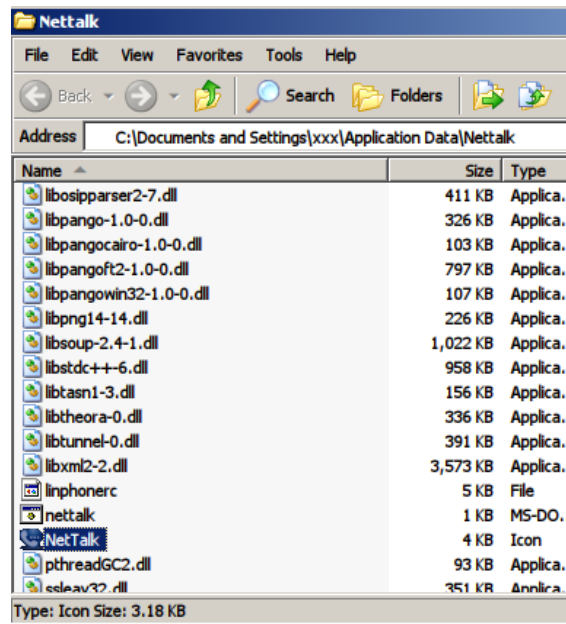 Nettalk
File Edit View Favorites Tools Help
Back Search Folders
Address C:\Documents and Settings\xxx\Application Data\Nettalk
Name Size Type
libosipparser2-7.dll 411 KB Applica.
libpango-1.0-0.dll 326 KB Applica.
libpangocairo-1.0-0.dll 103 KB Applica.
libpangoft2-1.0-0.dll 797 KB Applica.
libpangowin32-1.0-0.dll 107 KB Applica.
libpng14-14.dll 226 KB Applica.
libsoup-2.4-1.dll 1,022 KB Applica.
libstdc++-6.dll 958 KB Applica.
libtasn1-3.dll 156 KB Applica.
libtheora-0.dll 336 KB Applica.
libtunnel-0.dll 391 KB Applica.
libxml2-2.dll 3,573 KB Applica.
linphonerc 5 KB File
nettalk 1 KB MS-DO.
NetTalk 4 KB Icon
pthreadGC2.dll 93 KB Applica.
ssleay32.dll 351 KB Applica.
Type: Icon Size: 3.18 KB